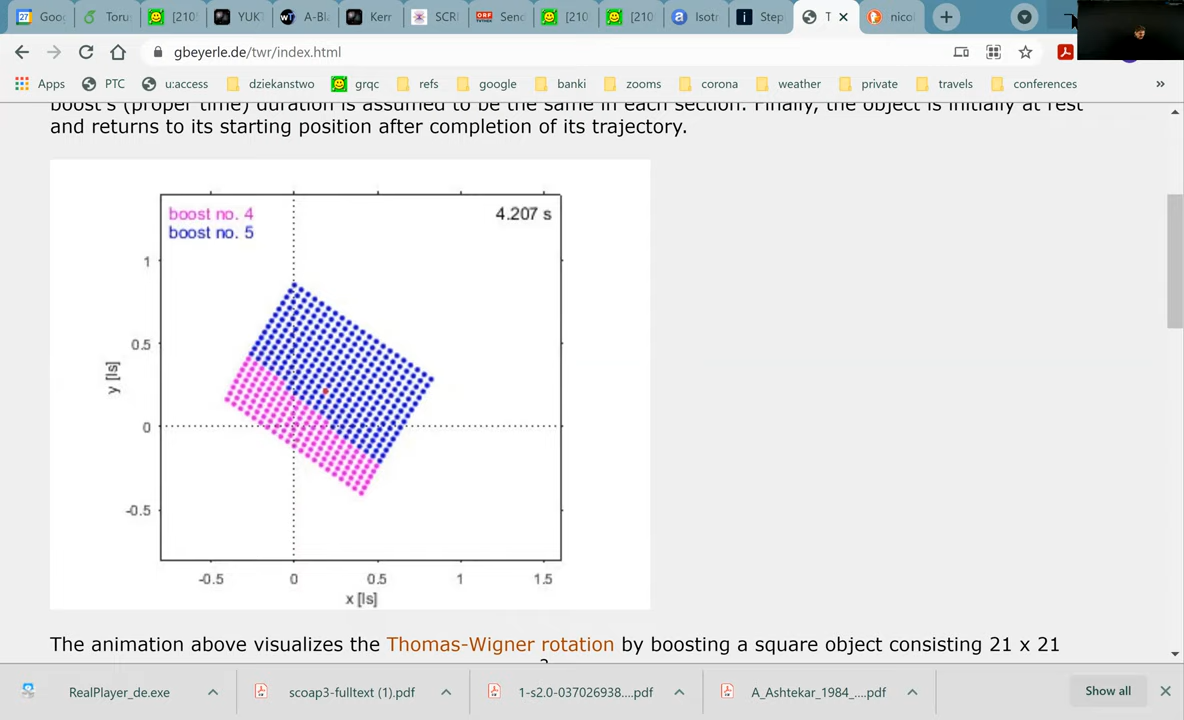 Goo
Toru
[210
YUK
A-Bla
Kerr
SCRI
Senc
[210
[210
Isotr
Step
T
nico
gbeyerle.de/twr/index.html
Apps
PTC
u:access
dziekanstwo
grqc
refs
google
banki
zooms
corona
weather
private
travels
conferences
»
boost's (proper time) duration is assumed to be the same in each section. Finally, the object is initially at rest
and returns to its starting position after completion of its trajectory.
boost no. 4
boost no. 5
4.207 s
1
0.5
0
-0.5
y [ls]
-0.5
0
0.5
1
1.5
x [ls]
The animation above visualizes the Thomas-Wigner rotation by boosting a square object consisting 21 x 21
RealPlayer_de.exe
scoap3-fulltext (1).pdf
1-s2.0-037026938....pdf
A_Ashtekar_1984_....pdf
Show all